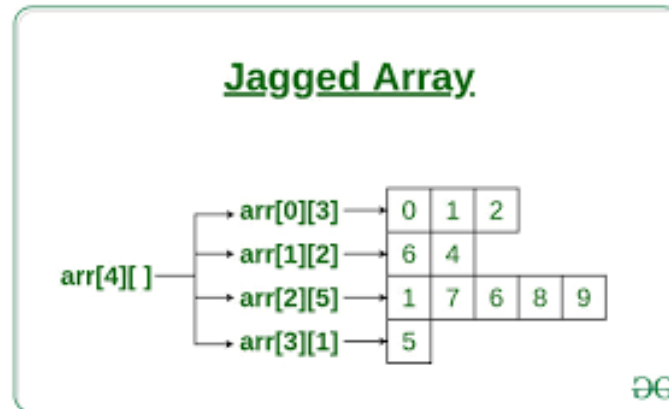 Jagged Array
arr[0][3] 0 1 2
arr[1][2] 6 4
arr[4][ ]
arr[2][5] 1 7 6 8 9
arr[3][1] 5